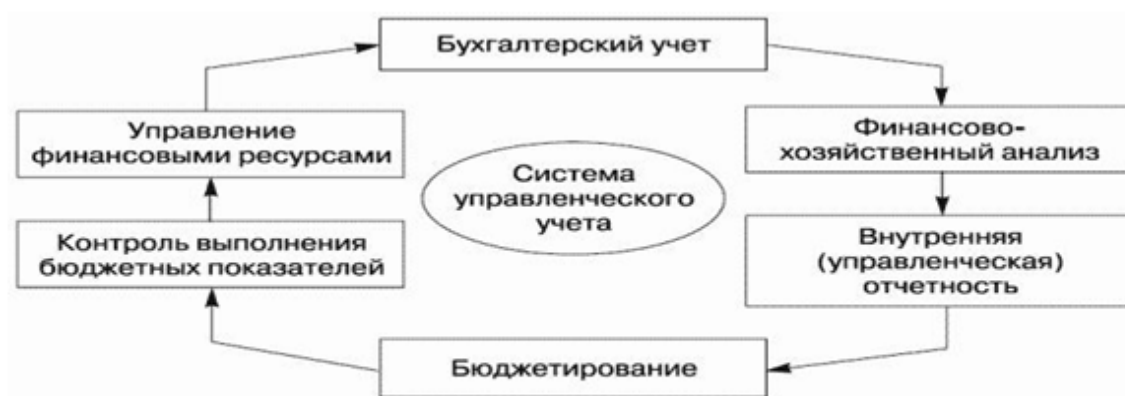 Бухгалтерский учет
Управление
финансовыми ресурсами
Финансово-
хозяйственный анализ
Система
управленческого
учета
Контроль выполнения
бюджетных показателей
Внутренняя
(управленческая)
отчетность
Бюджетирование